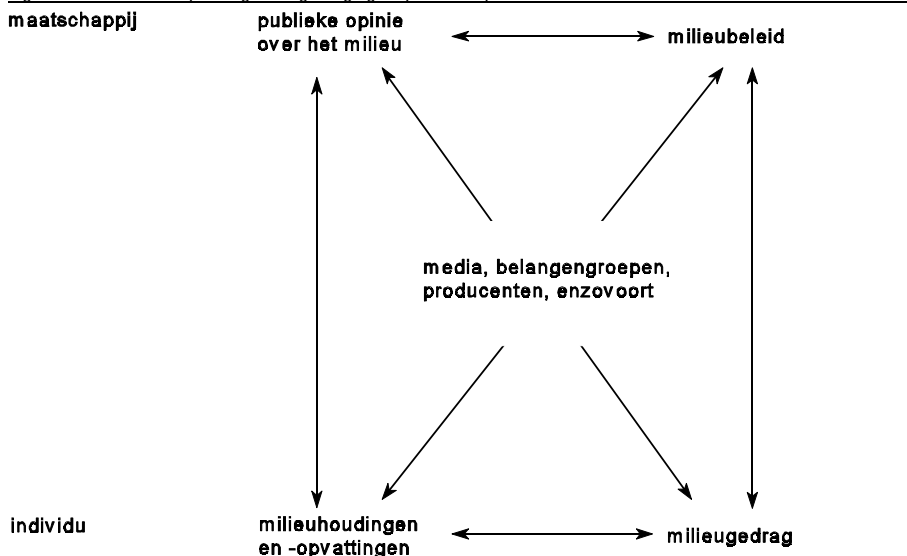 maatschappij
publieke opinie
over het milieu
milieubeleid
media, belangengroepen,
producenten, enzovoort
individu
milieuhoudingen
en -opvattingen
milieugedrag